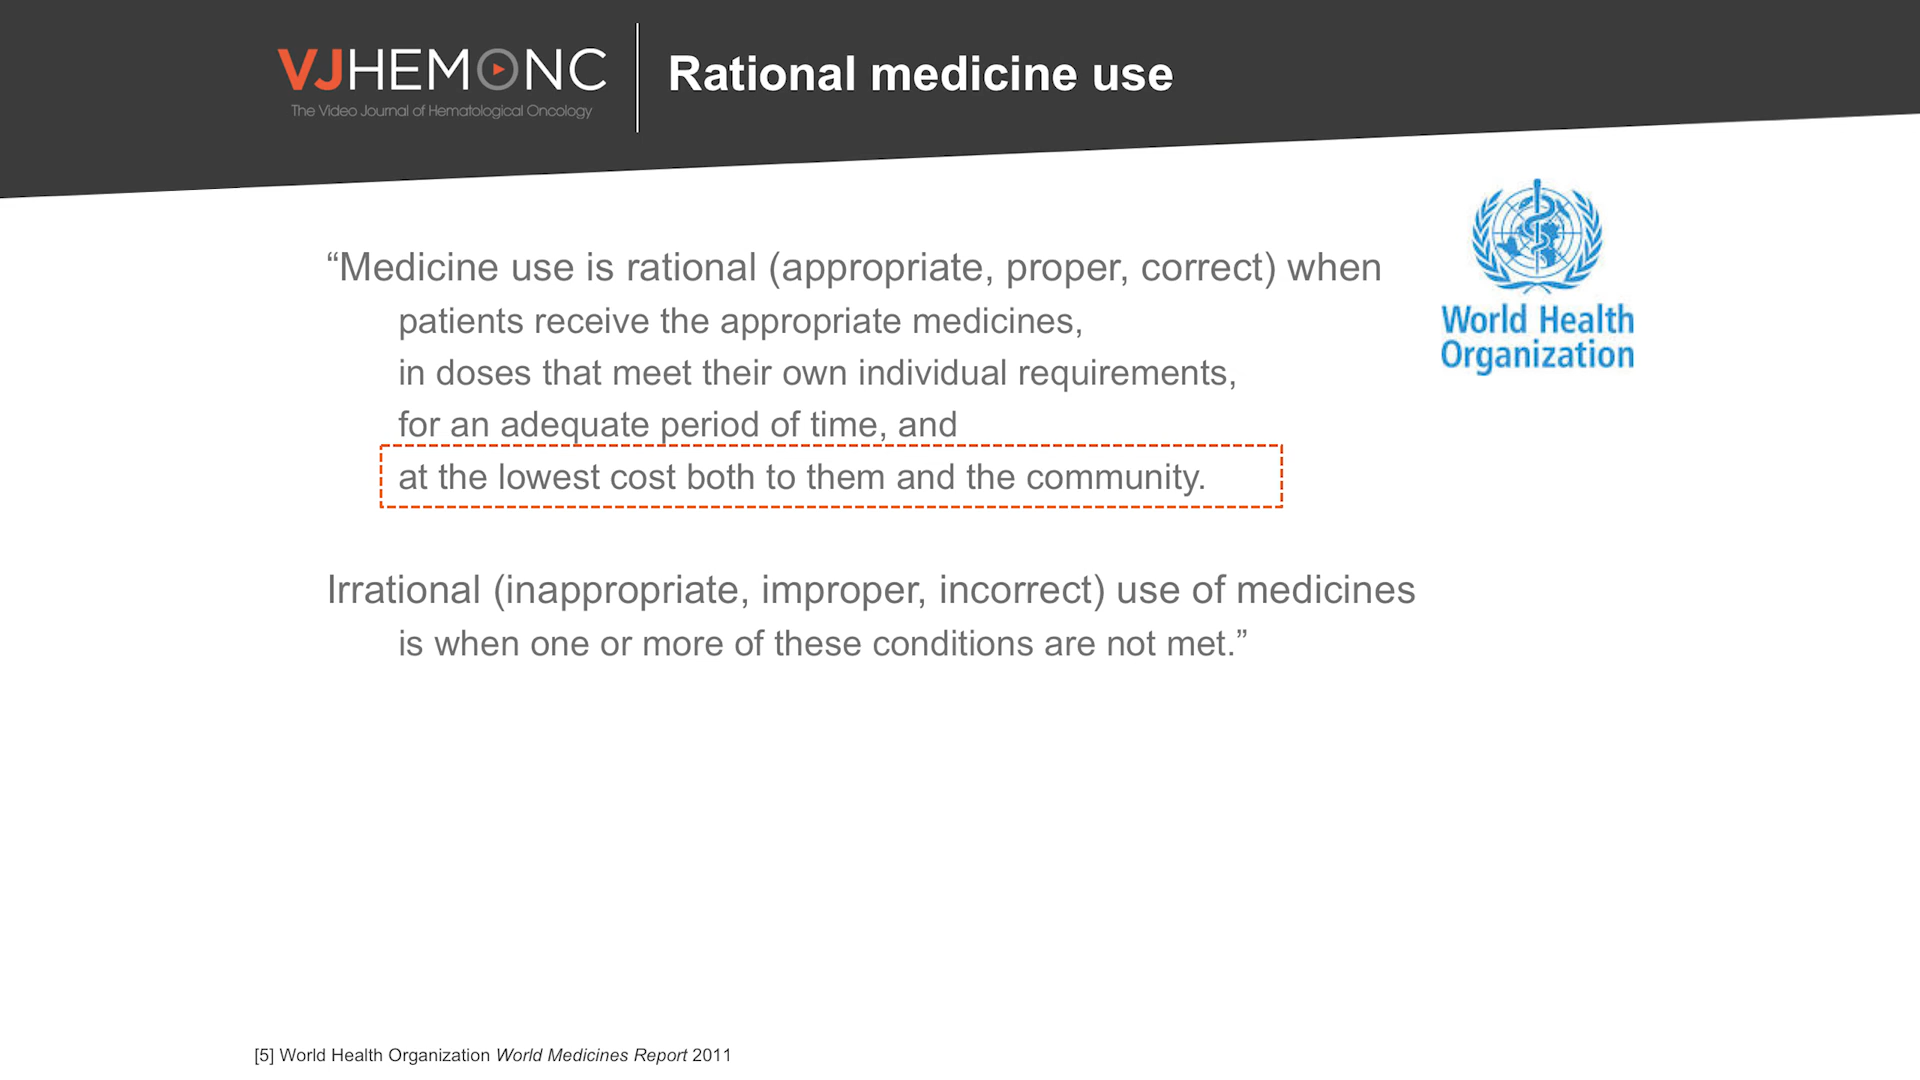 VJHEMONC
The Video Journal of Hematological Oncology
Rational medicine use
World Health
Organization
“Medicine use is rational (appropriate, proper, correct) when
patients receive the appropriate medicines,
in doses that meet their own individual requirements,
for an adequate period of time, and
at the lowest cost both to them and the community.
Irrational (inappropriate, improper, incorrect) use of medicines
is when one or more of these conditions are not met.”
[5] World Health Organization World Medicines Report 2011